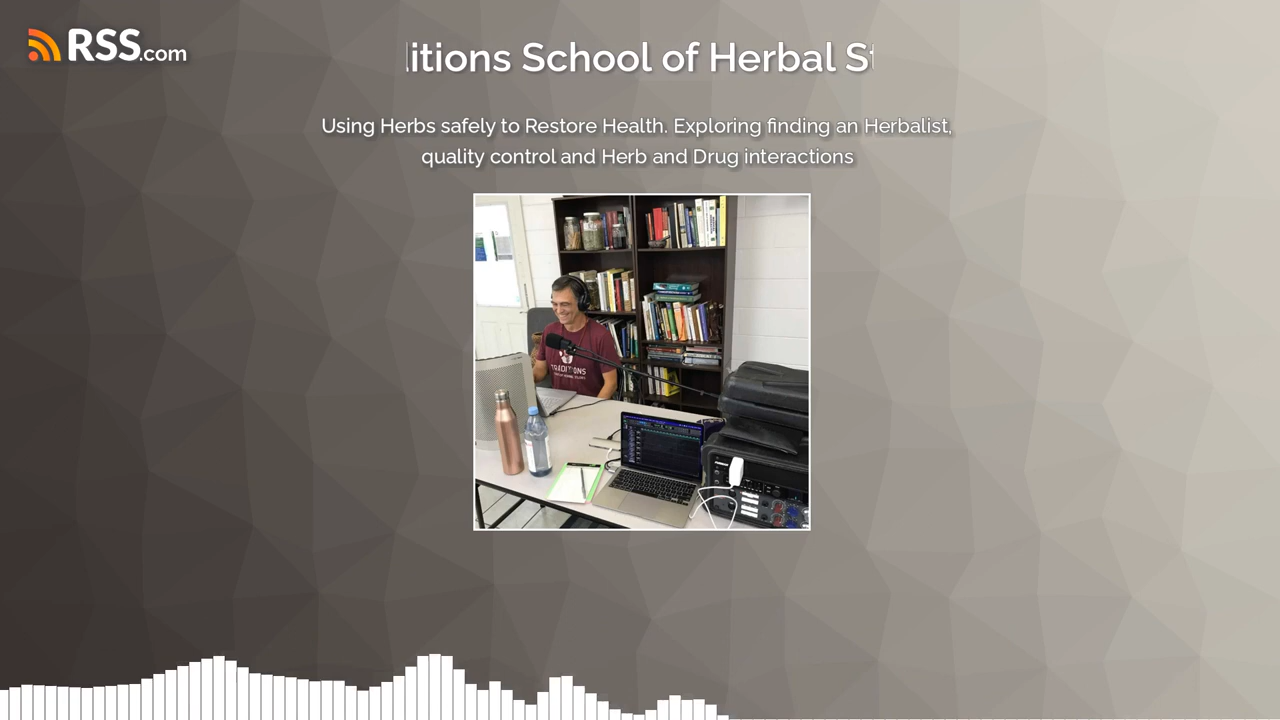 RSS.com
itions School of Herbal St
Using Herbs safely to Restore Health. Exploring finding an Herbalist,
quality control and Herb and Drug interactions
TRADITIONS